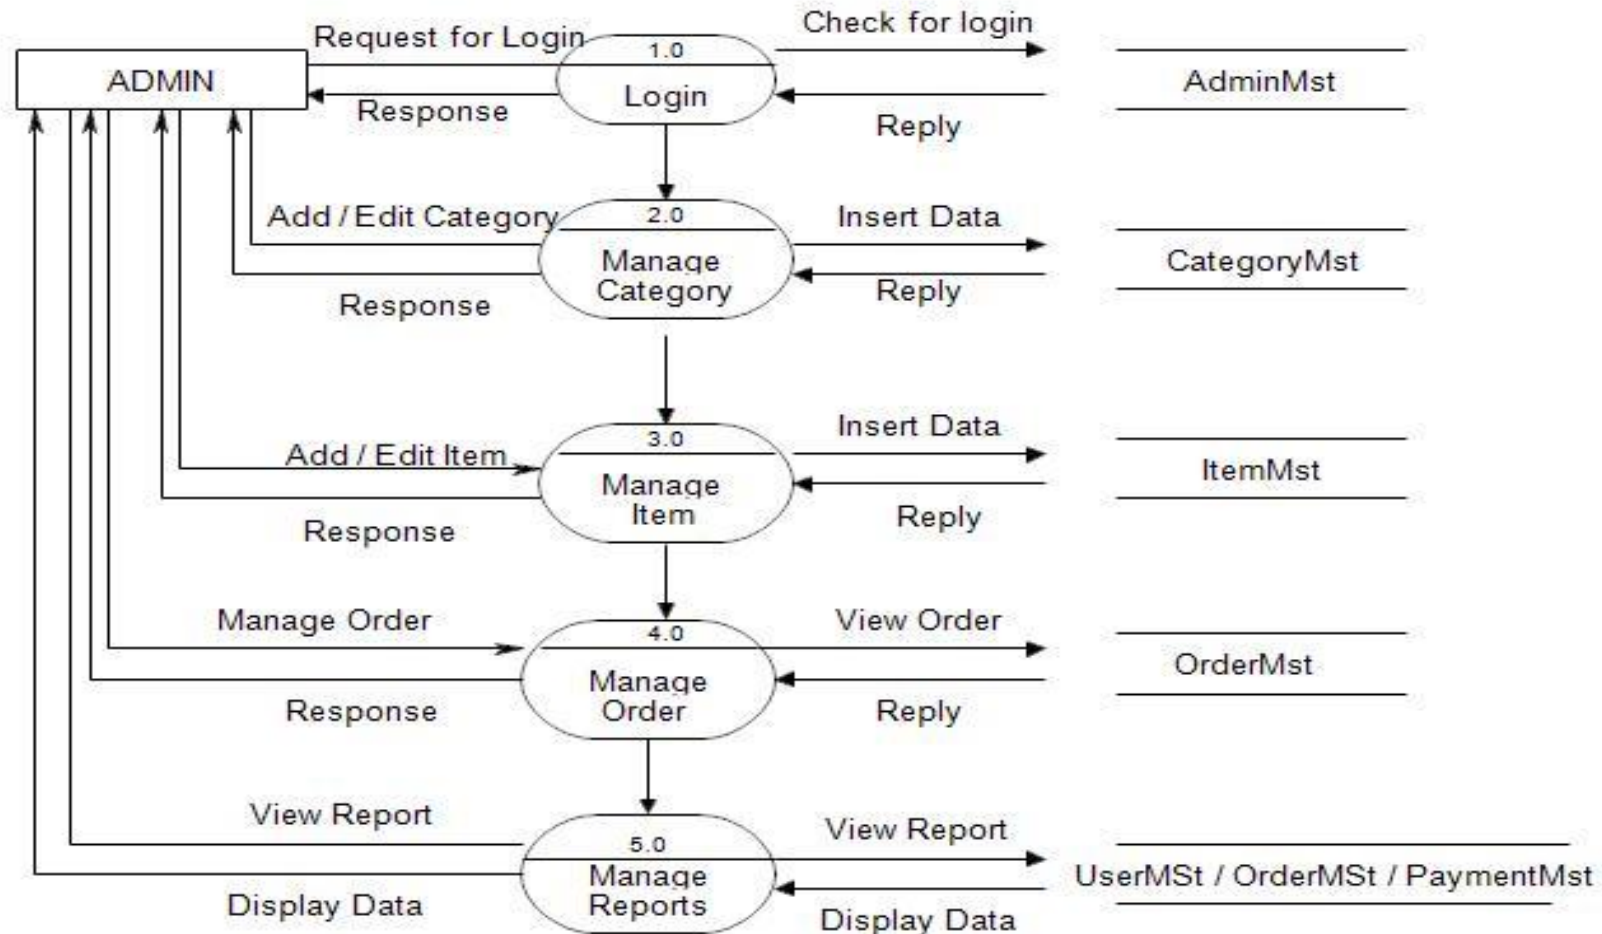 Check for login
Request for Login
1.0
ADMIN
Login
AdminMst
Response
Reply
Add / Edit Category
2.0
Insert Data
Manage
Category
CategoryMst
Response
Reply
Add / Edit Item
3.0
Insert Data
Manage
Item
ItemMst
Response
Reply
Manage Order
4.0
View Order
Manage
Order
OrderMst
Response
Reply
View Report
5.0
View Report
Manage
Reports
UserMSt / OrderMSt / PaymentMst
Display Data
Display Data